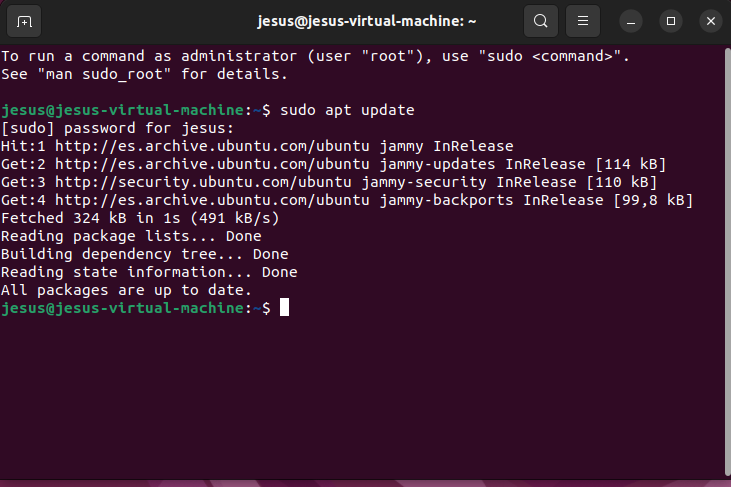 jesus@jesus-virtual-machine: ~
To run a command as administrator (user "root"), use "sudo <command>".
See "man sudo_root" for details.
jesus@jesus-virtual-machine:~$ sudo apt update
[sudo] password for jesus:
Hit:1 http://es.archive.ubuntu.com/ubuntu jammy InRelease
Get:2 http://es.archive.ubuntu.com/ubuntu jammy-updates InRelease [114 kB]
Get:3 http://security.ubuntu.com/ubuntu jammy-security InRelease [110 kB]
Get:4 http://es.archive.ubuntu.com/ubuntu jammy-backports InRelease [99,8 kB]
Fetched 324 kB in 1s (491 kB/s)
Reading package lists... Done
Building dependency tree... Done
Reading state information... Done
All packages are up to date.
jesus@jesus-virtual-machine:~$